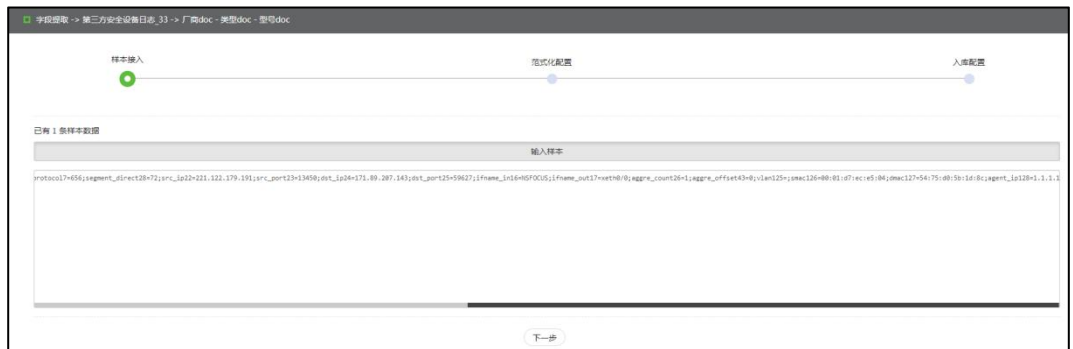 字段提取 -> 第三方安全设备日志_33 -> 厂商doc - 类型doc - 型号doc
样本接入
范式化配置
入库配置
已有 1 条样本数据
输入样本
protocol7=656;segment_direct28=72;src_ip22=221.122.179.191;src_port23=13450;dst_ip24=171.89.207.143;dst_port25=59627;ifname_in16=NSFOCUS;ifname_out17=xeth0/0;aggre_count26=1;aggre_offset43=0;vlan125=;smac126=00:01:d7:ec:e5:04;dmac127=54:75:d0:5b:1d:8c;agent_ip128=1.1.1.1
下一步